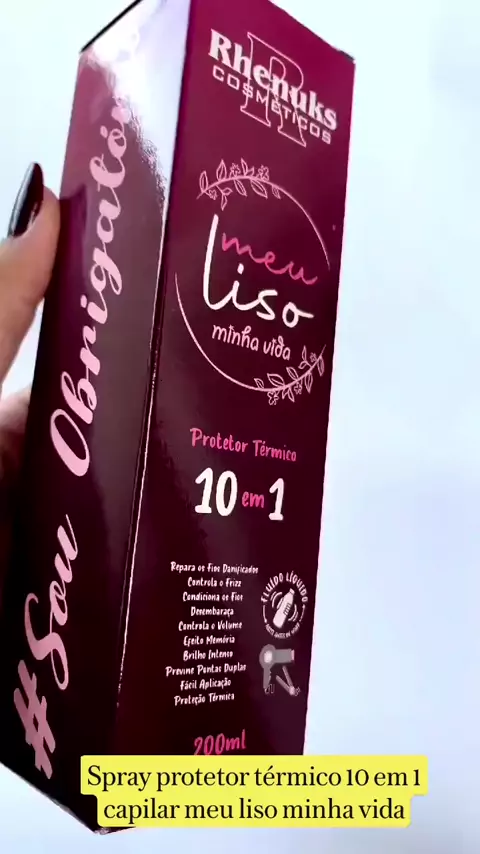 Rhenuks
COSMÉTICOS
meu
liso
minha vida
Protetor Térmico
10 em 1
Repara os Fios Danificados
Controla o Frizz
Condiciona os Fios
Desembaraça
Controla o Volume
Efeito Memória
Brilho Intenso
Previne Pontas Duplas
Fácil Aplicação
Proteção Térmica
FLUIDO LÍQUIDO
200ml
#Sou Obrigató
Spray protetor térmico 10 em 1
capilar meu liso minha vida